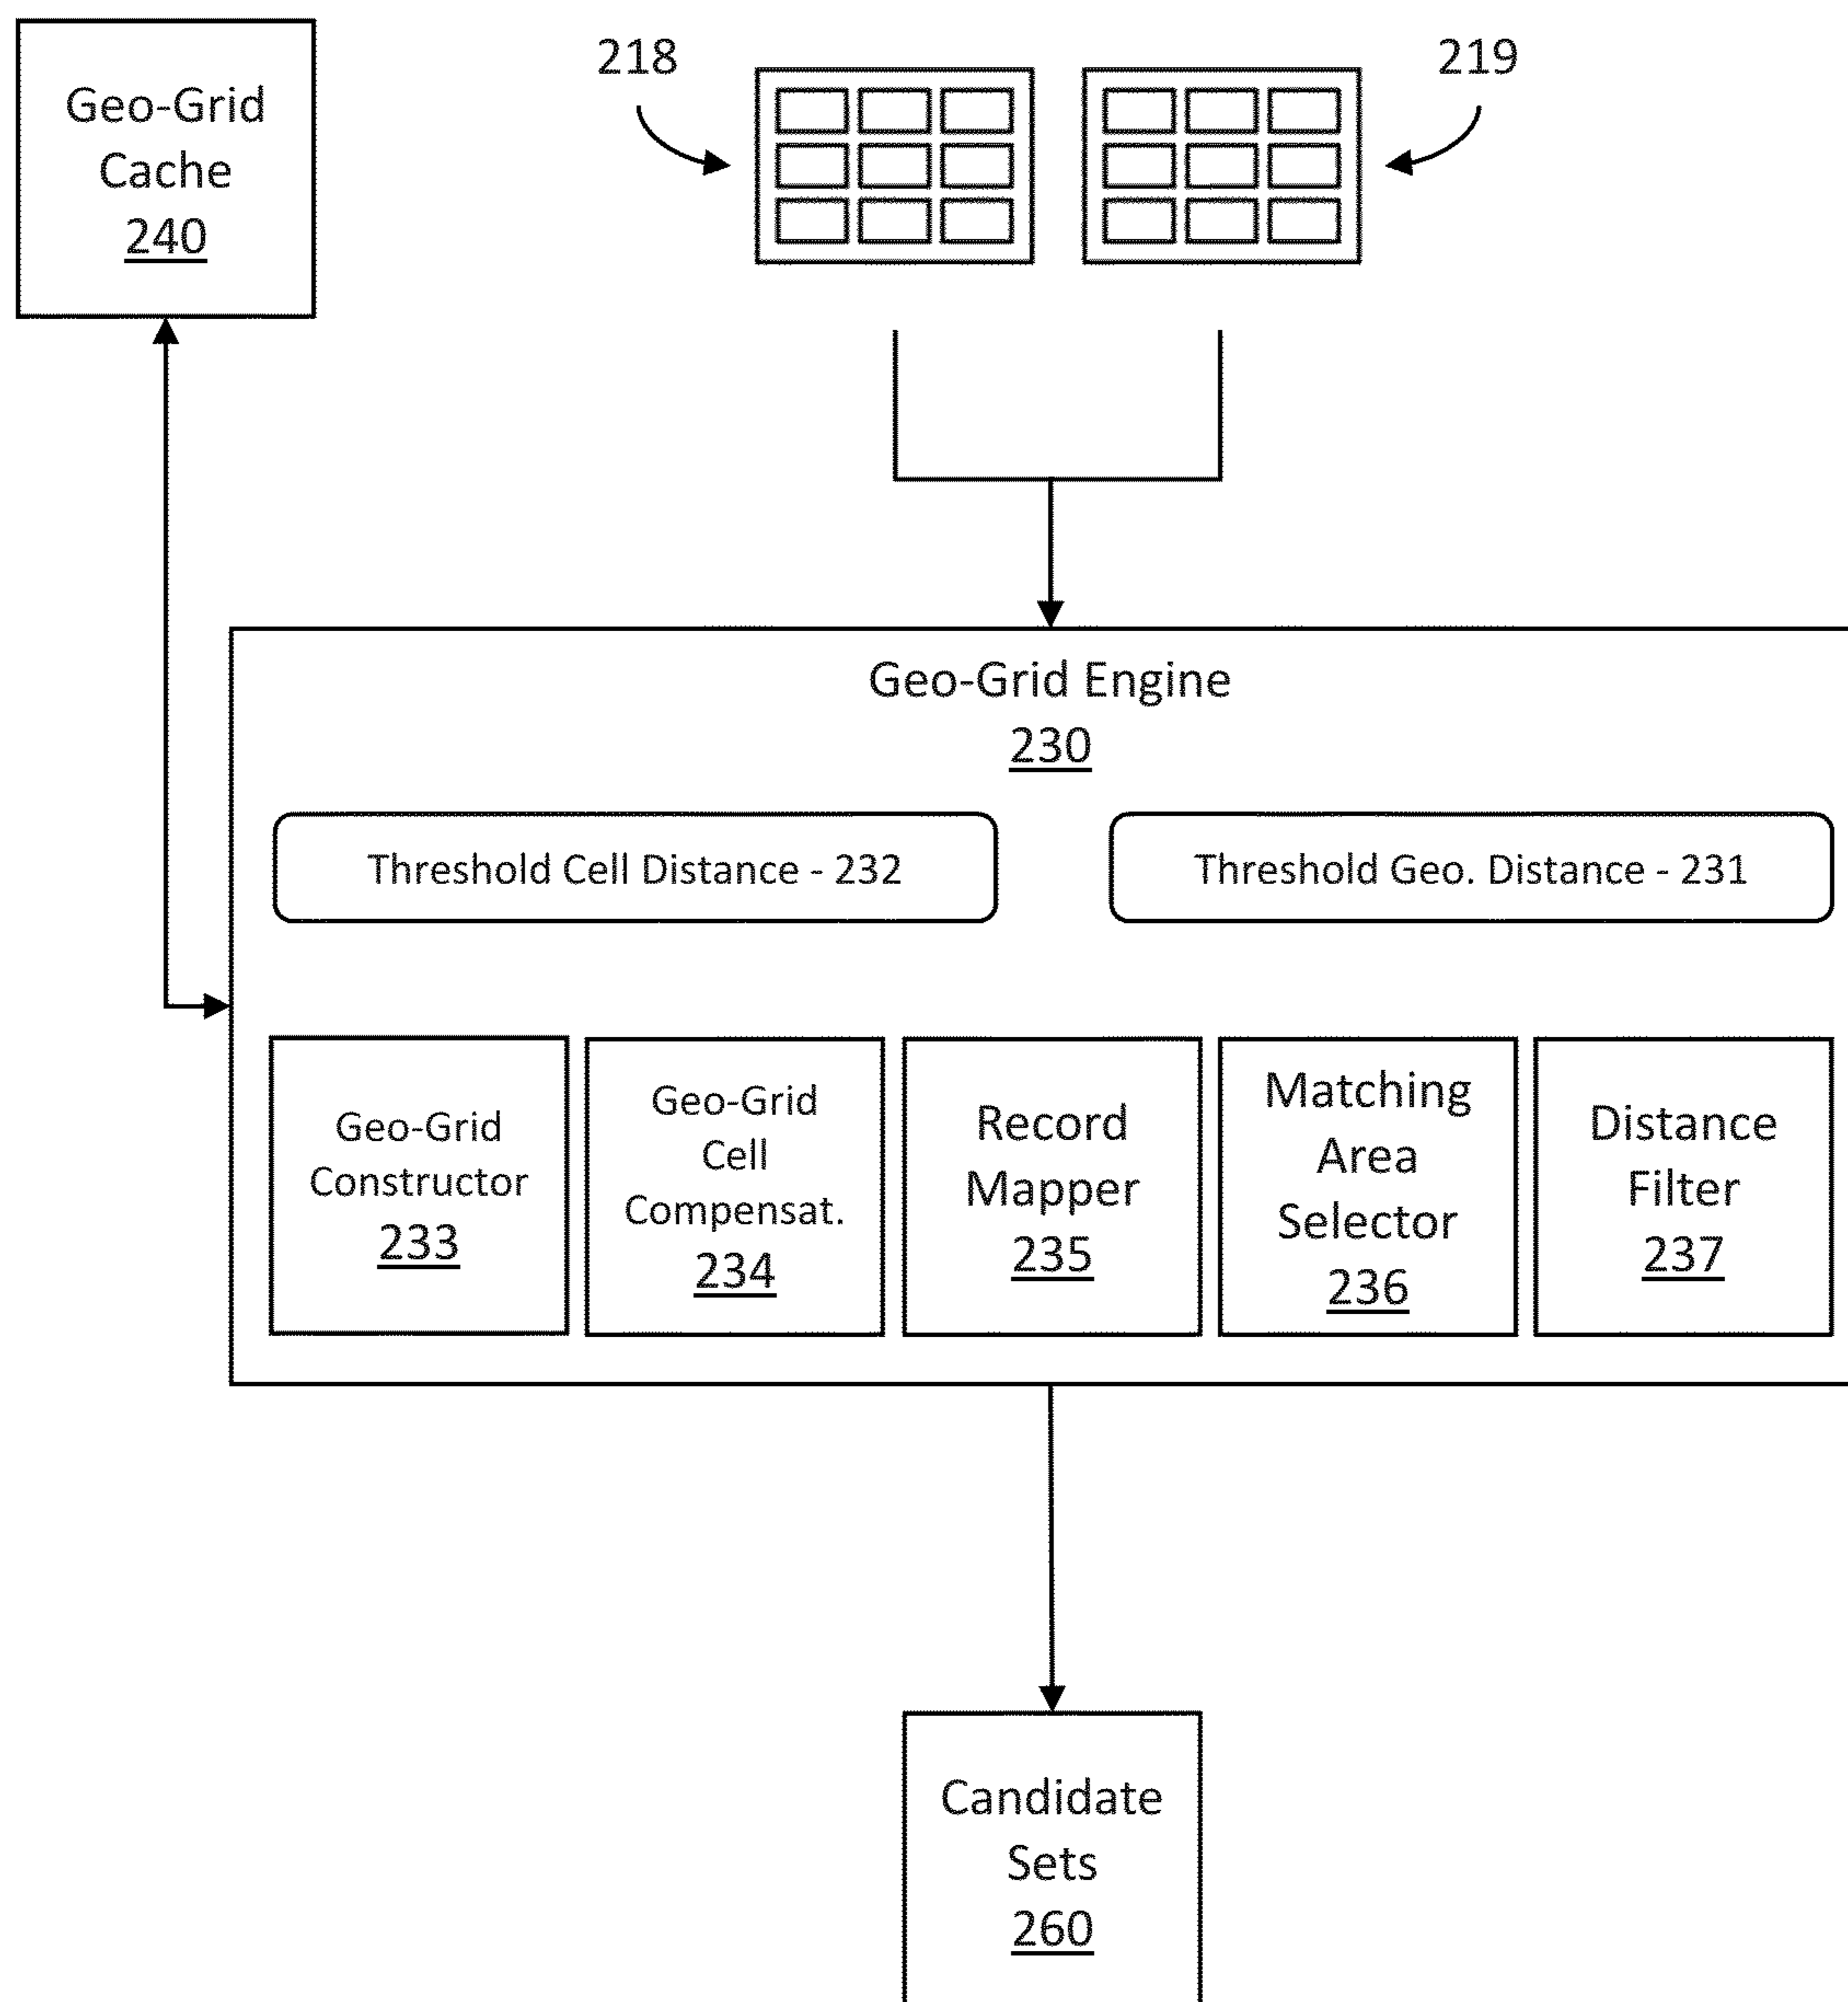 Geo-Grid
Cache
240
218
219
Geo-Grid Engine
230
Threshold Cell Distance - 232
Threshold Geo. Distance - 231
Geo-Grid
Constructor
233
Geo-Grid
Cell
Compensat.
234
Record
Mapper
235
Matching
Area
Selector
236
Distance
Filter
237
Candidate
Sets
260